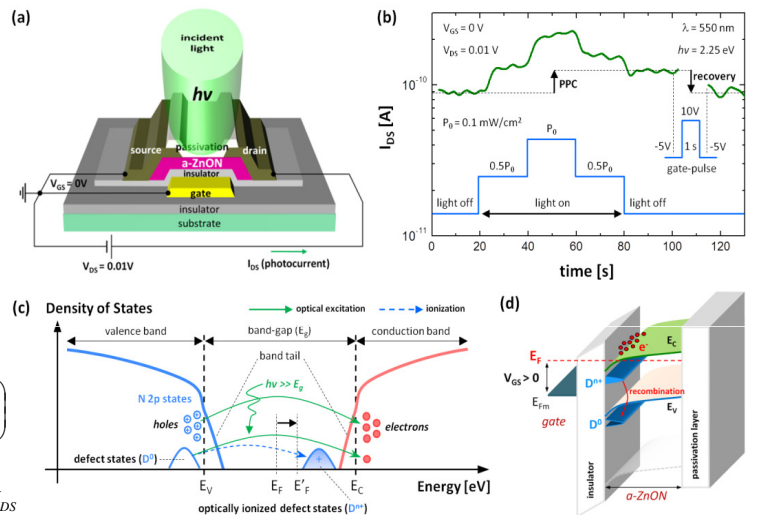 (a)
incident
light
hν
source
passivation
drain
a-ZnON
insulator
V_GS = 0V
gate
insulator
substrate
V_DS = 0.01V
I_DS (photocurrent)
(b)
V_GS = 0 V
V_DS = 0.01 V
λ = 550 nm
hν = 2.25 eV
10^-10
PPC
recovery
I_DS [A]
P_0 = 0.1 mW/cm^2
P_0
0.5P_0
0.5P_0
10V
-5V
1 s
-5V
gate-pulse
light off
light on
light off
10^-11
0 20 40 60 80 100 120
time [s]
(c)
Density of States
optical excitation
ionization
valence band
band-gap (E_g)
conduction band
band tail
N 2p states
hν >> E_g
holes
electrons
defect states (D^0)
E_V
E_F
E'_F
E_C
Energy [eV]
optically ionized defect states (D^n+)
(d)
E_F
e^-
E_C
V_GS > 0
D^n+
recombination
E_Fm
gate
D^0
E_V
insulator
passivation layer
a-ZnON
DS